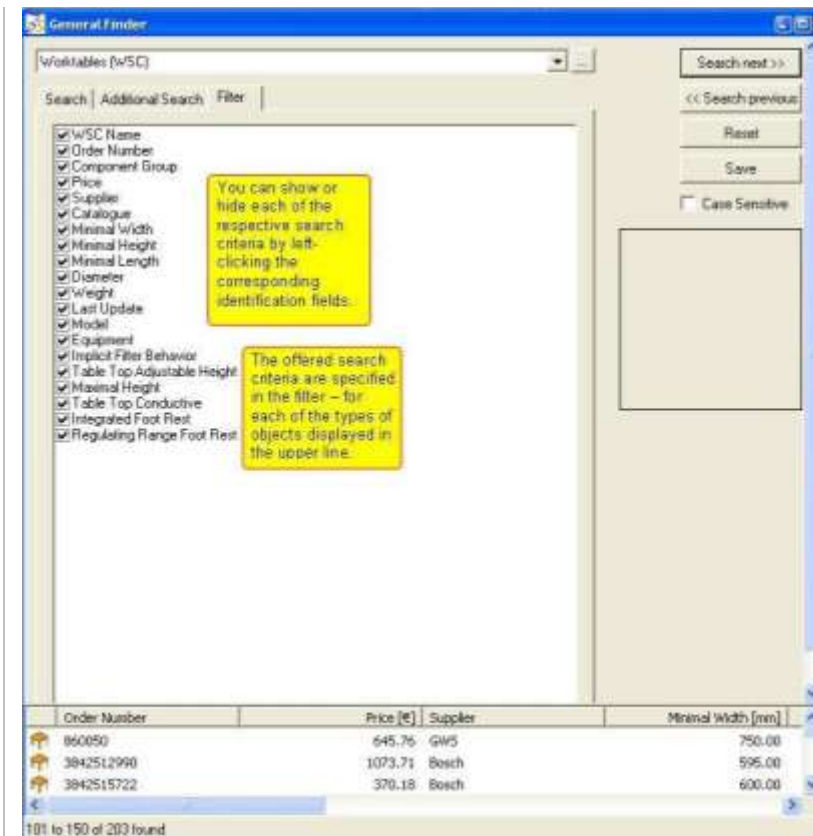 General Finder
Worktables (WSC)
...
Search next >>
Search Additional Search Filter
<< Search previous
Reset
Save
Case Sensitive
WSC Name
Order Number
Component Group
Price
Supplier
Catalogue
Minimal Width
Minimal Height
Minimal Length
Diameter
Weight
Last Update
Model
Equipment
Implicit Filter Behavior
Table Top Adjustable Height
Maximal Height
Table Top Conductive
Integrated Foot Rest
Regulating Range Foot Rest
You can show or
hide each of the
respective search
criteria by left-
clicking the
corresponding
identification fields.
The offered search
criteria are specified
in the filter – for
each of the types of
objects displayed in
the upper line.
Order Number Price [€] Supplier Minimal Width [mm]
860050 645.76 GWS 750.00
3842512990 1073.71 Bosch 595.00
3842515722 370.18 Bosch 600.00
101 to 150 of 203 found